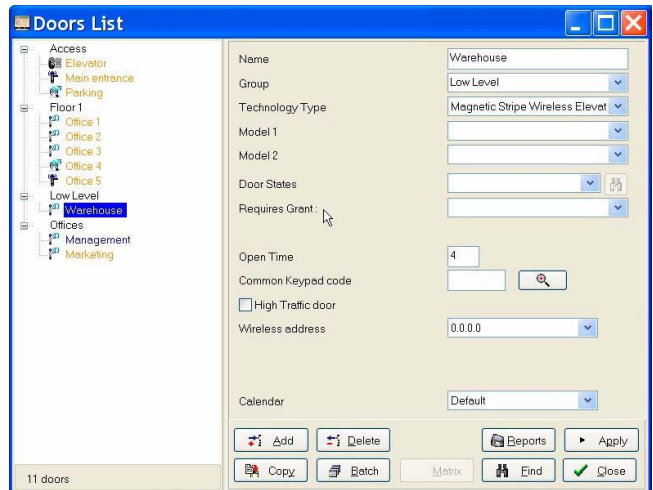 Doors List
Access
Elevator
Main entrance
Parking
Floor 1
Office 1
Office 2
Office 3
Office 4
Office 5
Low Level
Warehouse
Offices
Management
Marketing
11 doors
Name Warehouse
Group Low Level
Technology Type Magnetic Stripe Wireless Elevat
Model 1
Model 2
Door States
Requires Grant :
Open Time 4
Common Keypad code
High Traffic door
Wireless address 0.0.0.0
Calendar Default
Add Delete Reports Apply
Copy Batch Matrix Find Close